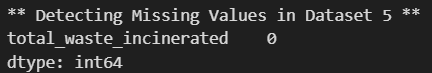 ** Detecting Missing Values in Dataset 5 **
total_waste_incinerated    0
dtype: int64